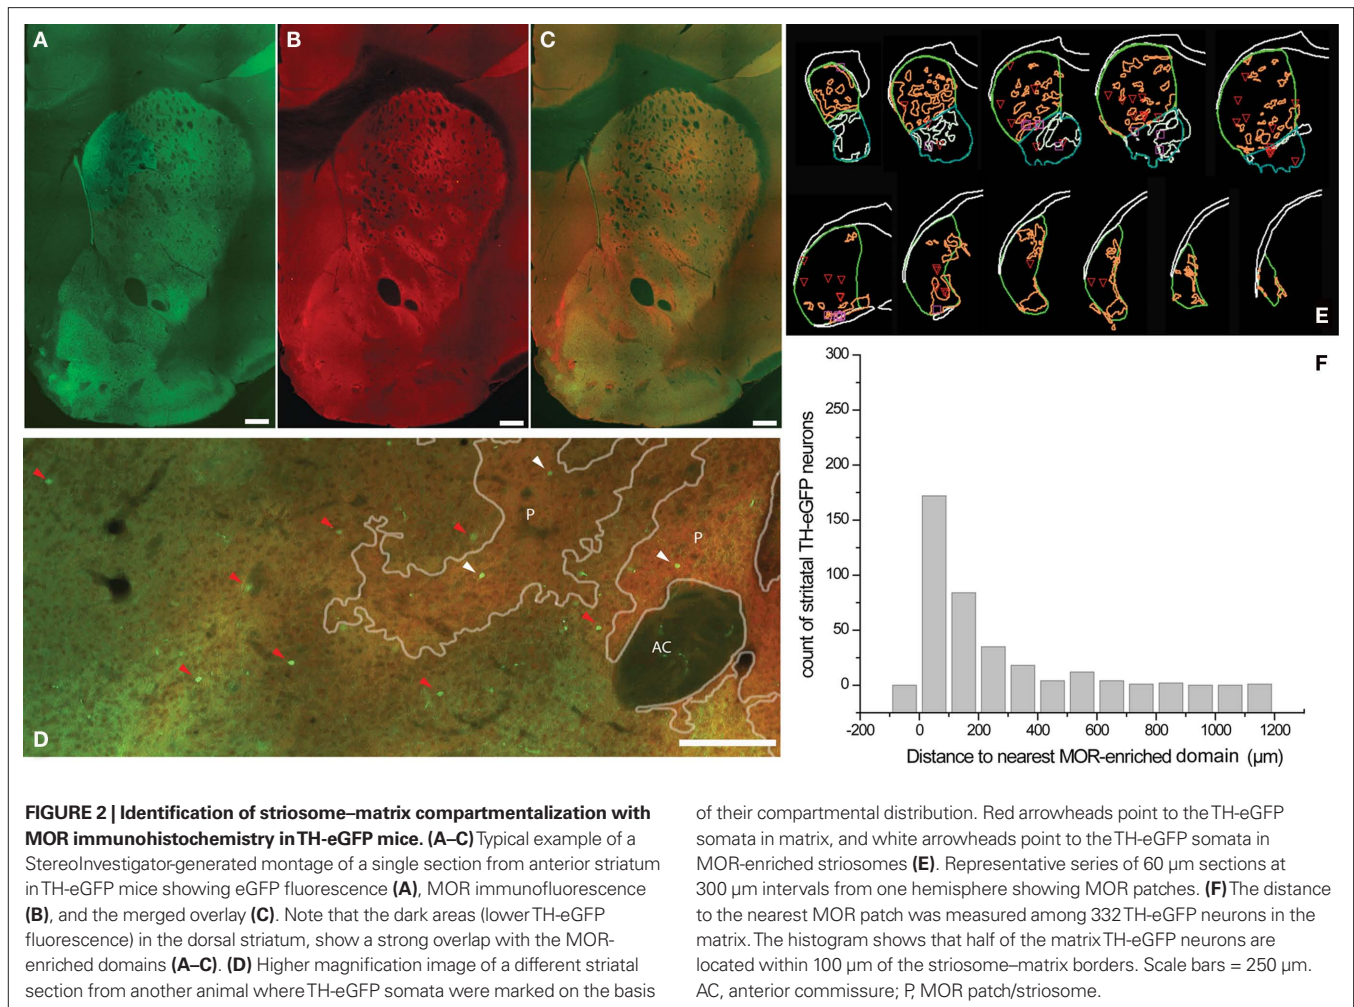 A
B
C
E
D
P
P
AC
F
300
250
200
150
100
50
0
count of striatal TH-eGFP neurons
-200 0 200 400 600 800 1000 1200
Distance to nearest MOR-enriched domain (µm)
FIGURE 2 | Identification of striosome–matrix compartmentalization with
MOR immunohistochemistry in TH-eGFP mice. (A–C) Typical example of a
StereoInvestigator-generated montage of a single section from anterior striatum
in TH-eGFP mice showing eGFP fluorescence (A), MOR immunofluorescence
(B), and the merged overlay (C). Note that the dark areas (lower TH-eGFP
fluorescence) in the dorsal striatum, show a strong overlap with the MOR-
enriched domains (A–C). (D) Higher magnification image of a different striatal
section from another animal where TH-eGFP somata were marked on the basis
of their compartmental distribution. Red arrowheads point to the TH-eGFP
somata in matrix, and white arrowheads point to the TH-eGFP somata in
MOR-enriched striosomes (E). Representative series of 60 µm sections at
300 µm intervals from one hemisphere showing MOR patches. (F) The distance
to the nearest MOR patch was measured among 332 TH-eGFP neurons in the
matrix. The histogram shows that half of the matrix TH-eGFP neurons are
located within 100 µm of the striosome–matrix borders. Scale bars = 250 µm.
AC, anterior commissure; P, MOR patch/striosome.